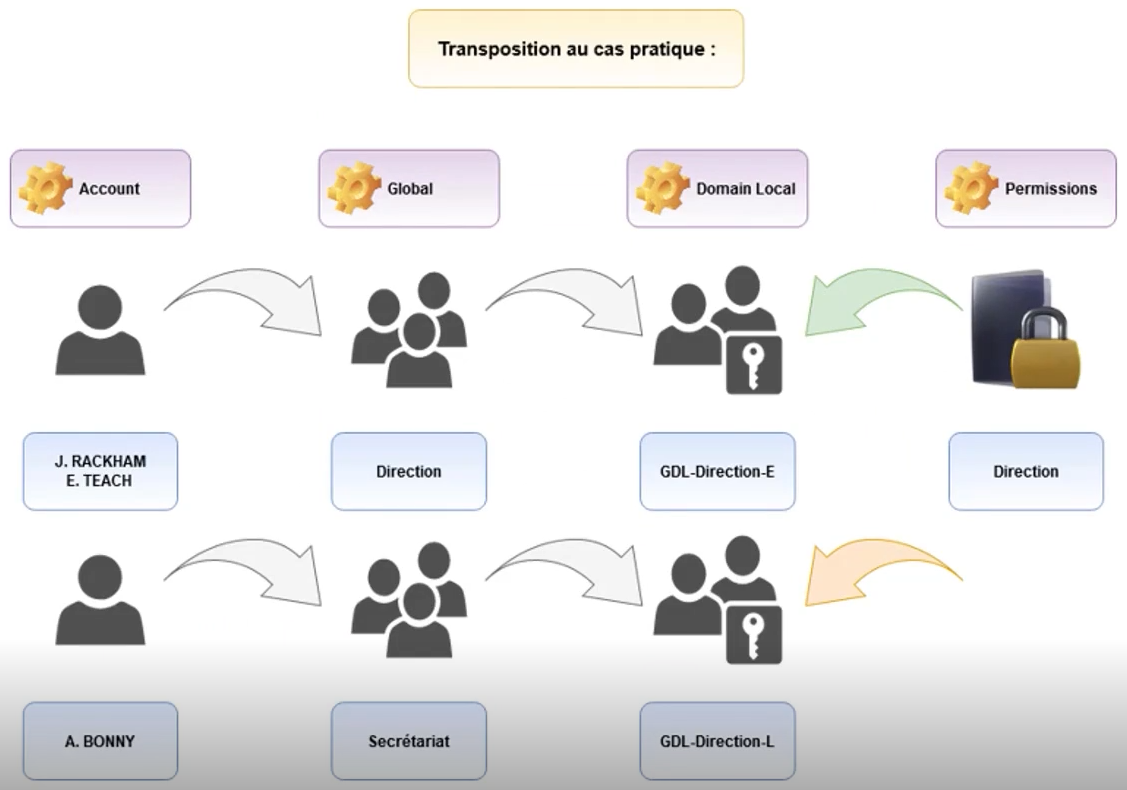 Transposition au cas pratique :
Account
Global
Domain Local
Permissions
J. RACKHAM
E. TEACH
Direction
GDL-Direction-E
Direction
A. BONNY
Secrétariat
GDL-Direction-L